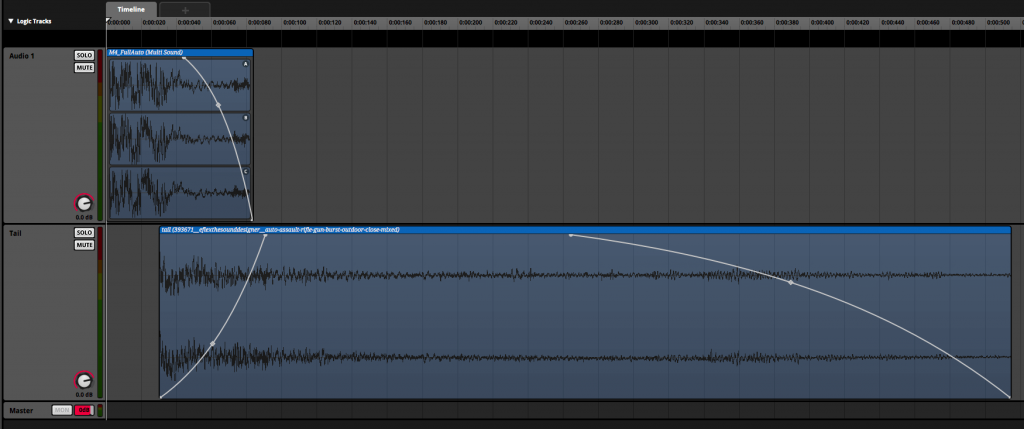 Timeline
+
▼ Logic Tracks
0:00:000 0:00:020 0:00:040 0:00:060 0:00:080 0:00:100 0:00:120 0:00:140 0:00:160 0:00:180 0:00:200 0:00:220 0:00:240 0:00:260 0:00:280 0:00:300 0:00:320 0:00:340 0:00:360 0:00:380 0:00:400 0:00:420 0:00:440 0:00:460 0:00:480 0:00:500
Audio 1
SOLO
MUTE
0.0 dB
M4_FullAuto (Multi Sound)
A
B
C
Tail
SOLO
MUTE
0.0 dB
tail (393671__eflexthesounddesigner__auto-assault-rifle-gun-burst-outdoor-close-mixed)
Master